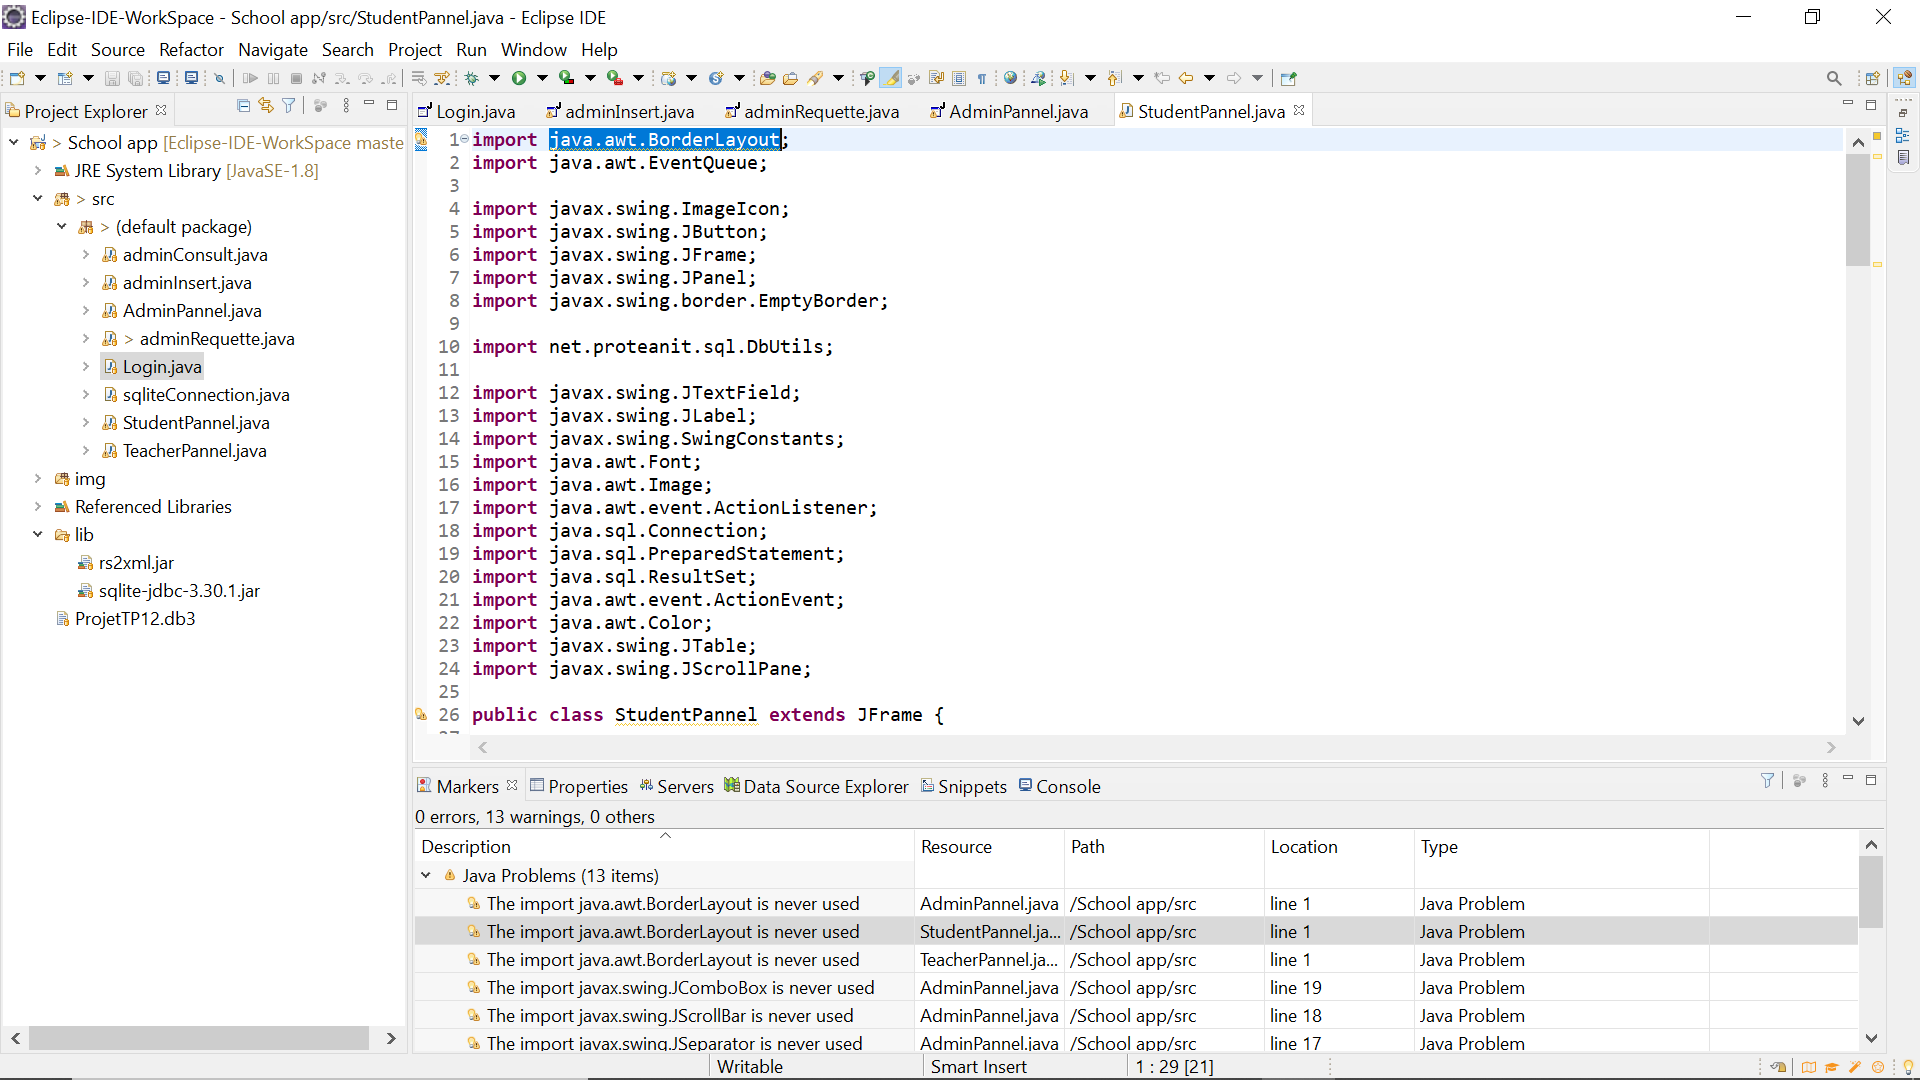 Eclipse-IDE-WorkSpace - School app/src/StudentPannel.java - Eclipse IDE
File Edit Source Refactor Navigate Search Project Run Window Help
Project Explorer
Login.java adminInsert.java adminRequette.java AdminPannel.java StudentPannel.java
> School app [Eclipse-IDE-WorkSpace maste
JRE System Library [JavaSE-1.8]
> src
> (default package)
adminConsult.java
adminInsert.java
AdminPannel.java
> adminRequette.java
Login.java
sqliteConnection.java
StudentPannel.java
TeacherPannel.java
img
Referenced Libraries
lib
rs2xml.jar
sqlite-jdbc-3.30.1.jar
ProjetTP12.db3
1 import java.awt.BorderLayout;
2 import java.awt.EventQueue;
3
4 import javax.swing.ImageIcon;
5 import javax.swing.JButton;
6 import javax.swing.JFrame;
7 import javax.swing.JPanel;
8 import javax.swing.border.EmptyBorder;
9
10 import net.proteanit.sql.DbUtils;
11
12 import javax.swing.JTextField;
13 import javax.swing.JLabel;
14 import javax.swing.SwingConstants;
15 import java.awt.Font;
16 import java.awt.Image;
17 import java.awt.event.ActionListener;
18 import java.sql.Connection;
19 import java.sql.PreparedStatement;
20 import java.sql.ResultSet;
21 import java.awt.event.ActionEvent;
22 import java.awt.Color;
23 import javax.swing.JTable;
24 import javax.swing.JScrollPane;
25
26 public class StudentPannel extends JFrame {
Markers Properties Servers Data Source Explorer Snippets Console
0 errors, 13 warnings, 0 others
Description Resource Path Location Type
Java Problems (13 items)
The import java.awt.BorderLayout is never used AdminPannel.java /School app/src line 1 Java Problem
The import java.awt.BorderLayout is never used StudentPannel.ja... /School app/src line 1 Java Problem
The import java.awt.BorderLayout is never used TeacherPannel.ja... /School app/src line 1 Java Problem
The import javax.swing.JComboBox is never used AdminPannel.java /School app/src line 19 Java Problem
The import javax.swing.JScrollBar is never used AdminPannel.java /School app/src line 18 Java Problem
The import javax.swing.JSeparator is never used AdminPannel.java /School app/src line 17 Java Problem
Writable Smart Insert 1 : 29 [21]